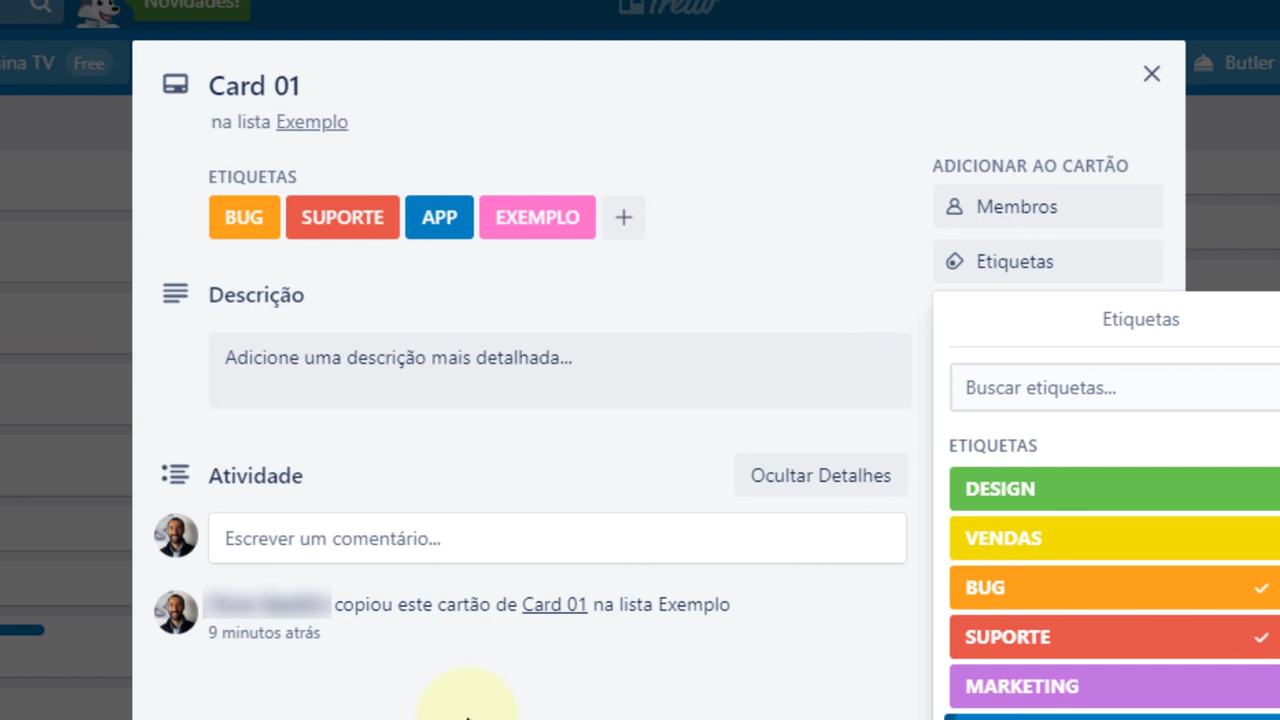 Novidades!
Trello
sina TV
Free
Butler
Card 01
na lista Exemplo
ETIQUETAS
BUG
SUPORTE
APP
EXEMPLO
+
Descrição
Adicione uma descrição mais detalhada...
Atividade
Ocultar Detalhes
Escrever um comentário...
copiou este cartão de Card 01 na lista Exemplo
9 minutos atrás
ADICIONAR AO CARTÃO
Membros
Etiquetas
Etiquetas
Buscar etiquetas...
ETIQUETAS
DESIGN
VENDAS
BUG
SUPORTE
MARKETING